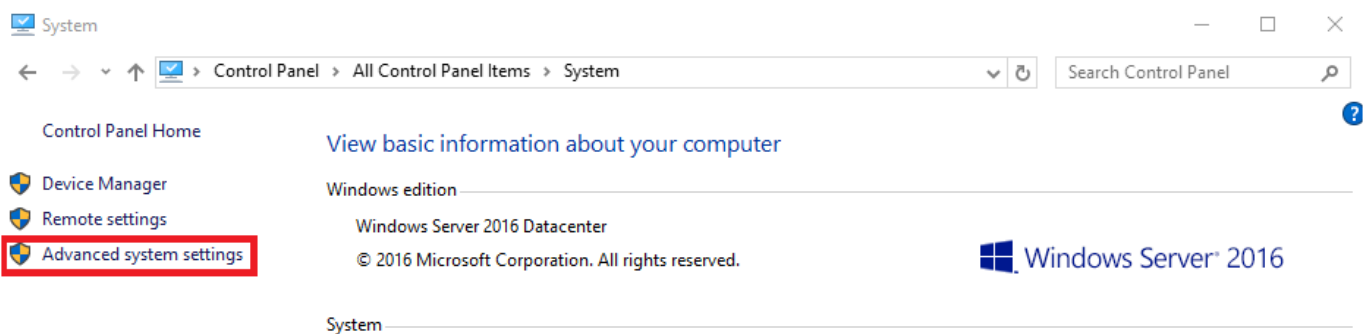 System
Control Panel > All Control Panel Items > System
Search Control Panel
?
Control Panel Home
Device Manager
Remote settings
Advanced system settings
View basic information about your computer
Windows edition
Windows Server 2016 Datacenter
© 2016 Microsoft Corporation. All rights reserved.
Windows Server® 2016
System